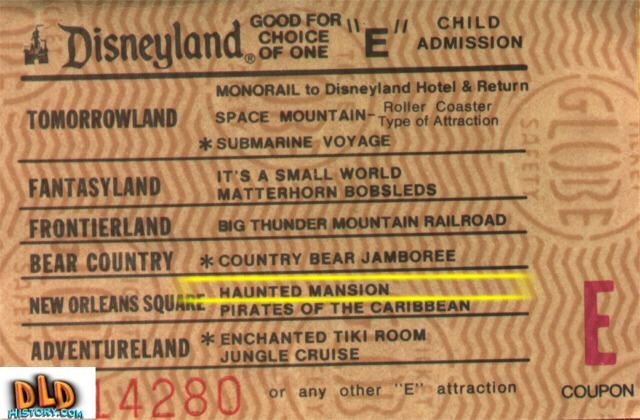 Disneyland® GOOD FOR CHOICE OF ONE "E" CHILD ADMISSION
TOMORROWLAND
MONORAIL to Disneyland Hotel & Return
SPACE MOUNTAIN- Roller Coaster Type of Attraction
* SUBMARINE VOYAGE
FANTASYLAND
IT'S A SMALL WORLD
MATTERHORN BOBSLEDS
FRONTIERLAND BIG THUNDER MOUNTAIN RAILROAD
BEAR COUNTRY * COUNTRY BEAR JAMBOREE
NEW ORLEANS SQUARE
HAUNTED MANSION
PIRATES OF THE CARIBBEAN
ADVENTURELAND
* ENCHANTED TIKI ROOM
JUNGLE CRUISE
14280 or any other "E" attraction
E
COUPON
GLOBE
SAFETY
DLD
HISTORY.COM